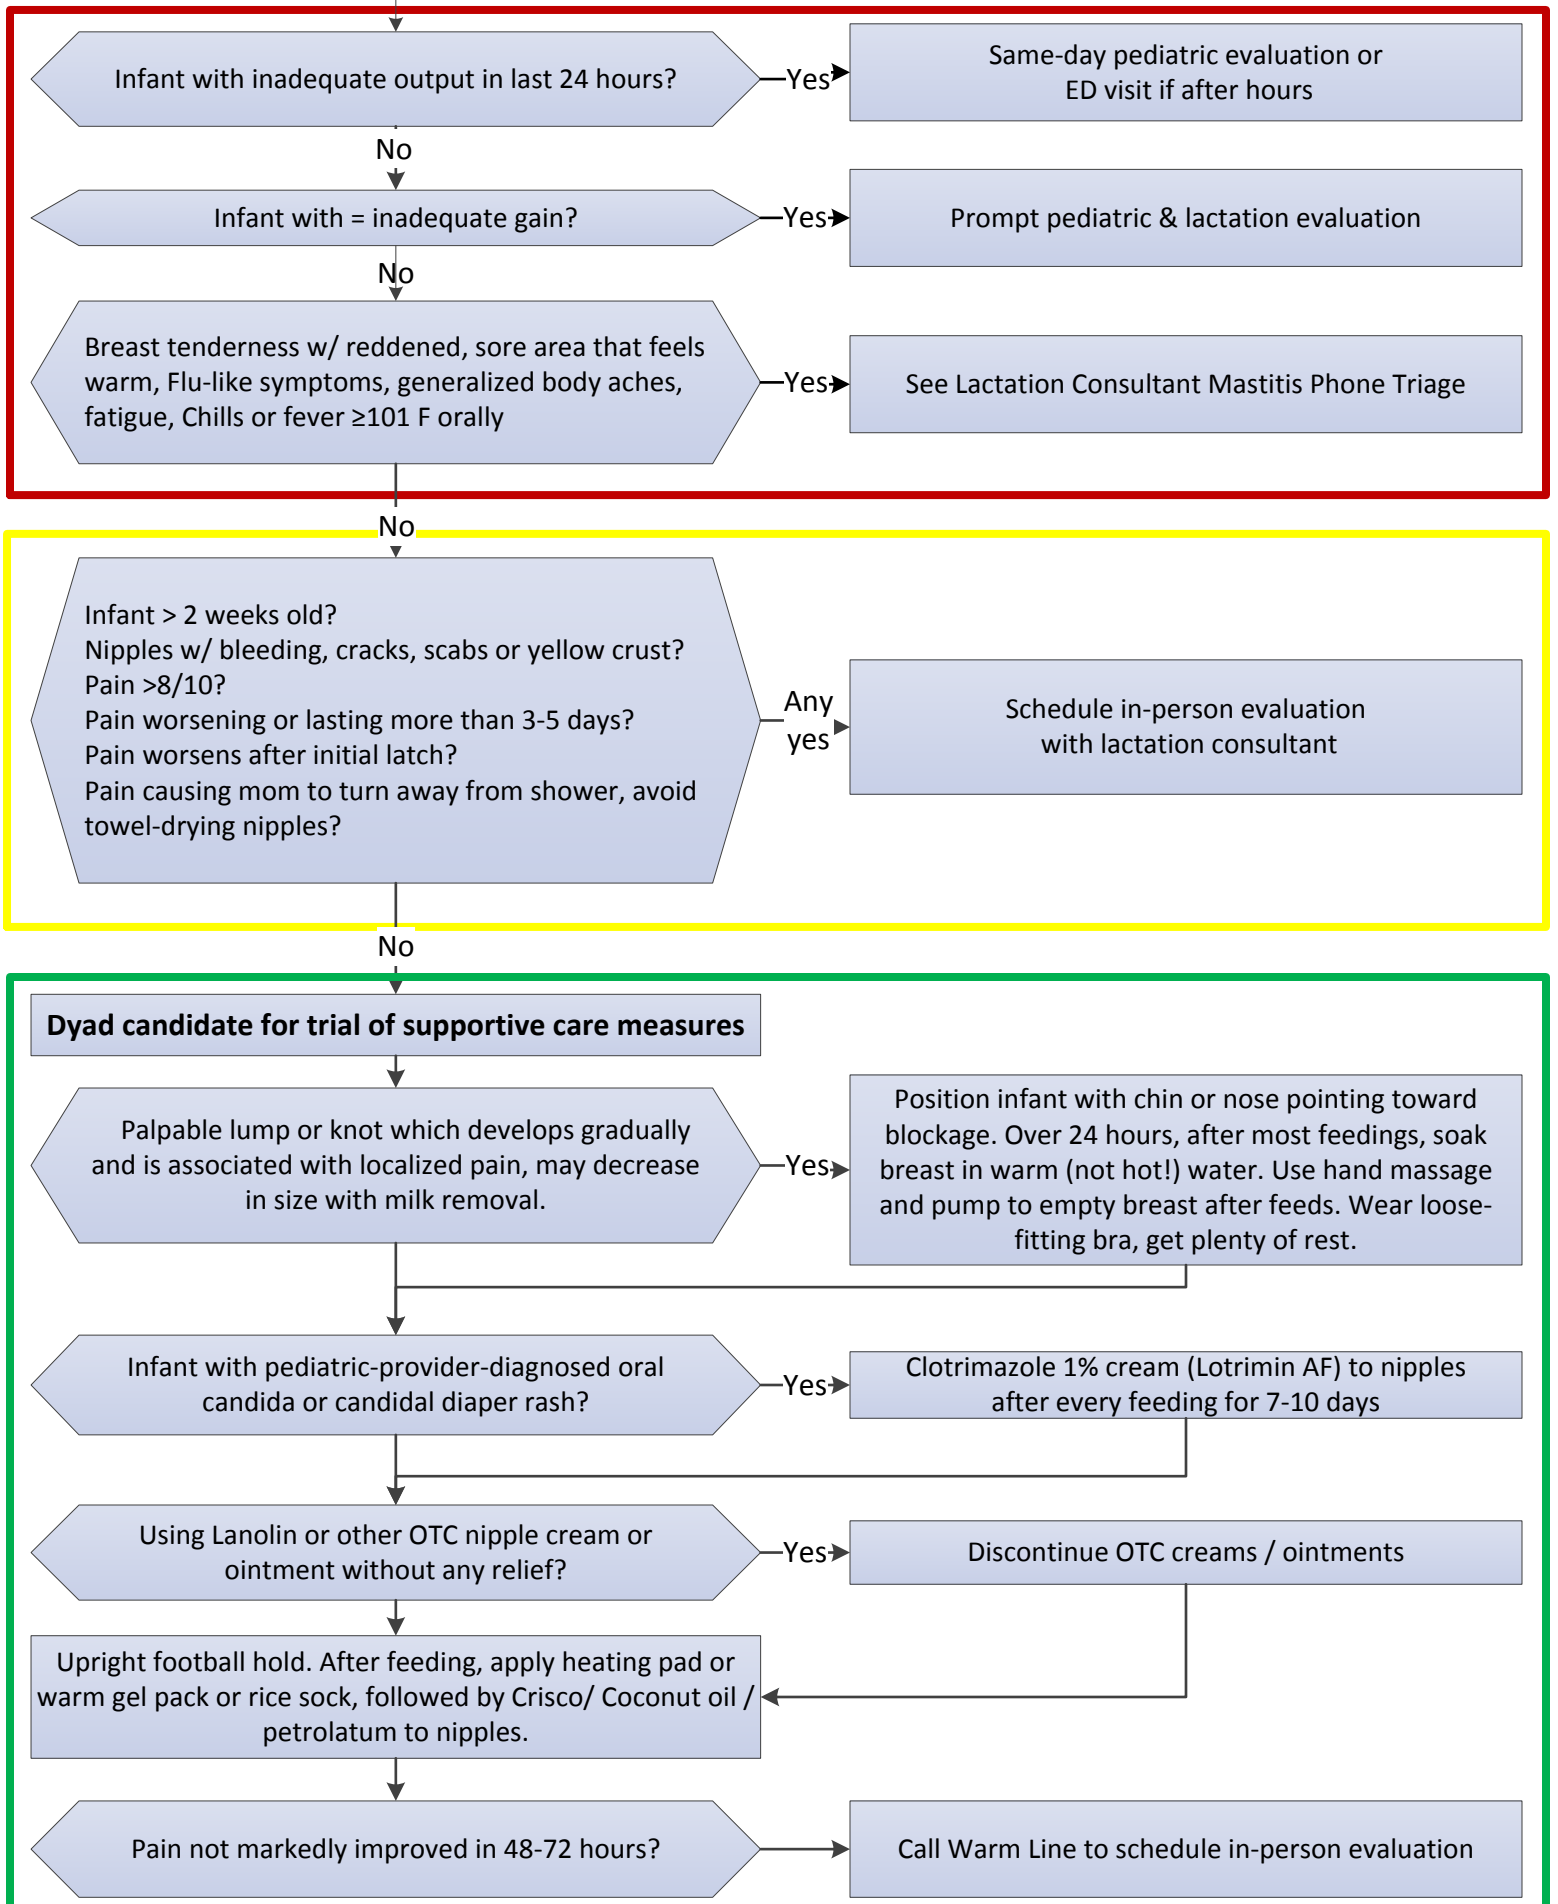 Infant with inadequate output in last 24 hours?
Yes
Same-day pediatric evaluation or
ED visit if after hours
No
Infant with = inadequate gain?
Yes
Prompt pediatric & lactation evaluation
No
Breast tenderness w/ reddened, sore area that feels
warm, Flu-like symptoms, generalized body aches,
fatigue, Chills or fever ≥101 F orally
Yes
See Lactation Consultant Mastitis Phone Triage
No
Infant > 2 weeks old?
Nipples w/ bleeding, cracks, scabs or yellow crust?
Pain >8/10?
Pain worsening or lasting more than 3-5 days?
Pain worsens after initial latch?
Pain causing mom to turn away from shower, avoid
towel-drying nipples?
Any
yes
Schedule in-person evaluation
with lactation consultant
No
Dyad candidate for trial of supportive care measures
Palpable lump or knot which develops gradually
and is associated with localized pain, may decrease
in size with milk removal.
Yes
Position infant with chin or nose pointing toward
blockage. Over 24 hours, after most feedings, soak
breast in warm (not hot!) water. Use hand massage
and pump to empty breast after feeds. Wear loose-
fitting bra, get plenty of rest.
Infant with pediatric-provider-diagnosed oral
candida or candidal diaper rash?
Yes
Clotrimazole 1% cream (Lotrimin AF) to nipples
after every feeding for 7-10 days
Using Lanolin or other OTC nipple cream or
ointment without any relief?
Yes
Discontinue OTC creams / ointments
Upright football hold. After feeding, apply heating pad or
warm gel pack or rice sock, followed by Crisco/ Coconut oil /
petrolatum to nipples.
Pain not markedly improved in 48-72 hours?
Call Warm Line to schedule in-person evaluation